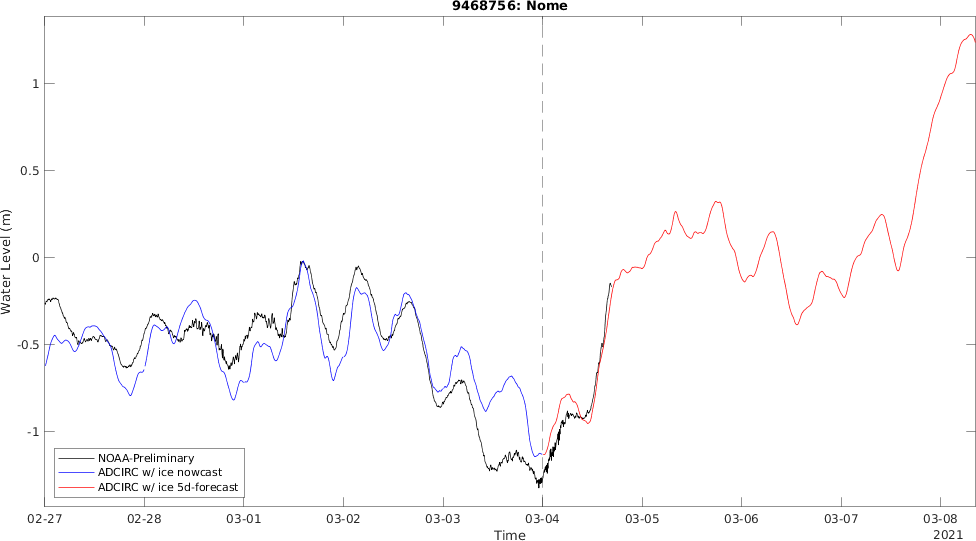 9468756: Nome
Water Level (m)
1
0.5
0
-0.5
-1
NOAA-Preliminary
ADCIRC w/ ice nowcast
ADCIRC w/ ice 5d-forecast
02-27 02-28 03-01 03-02 03-03 03-04 03-05 03-06 03-07 03-08
Time
2021